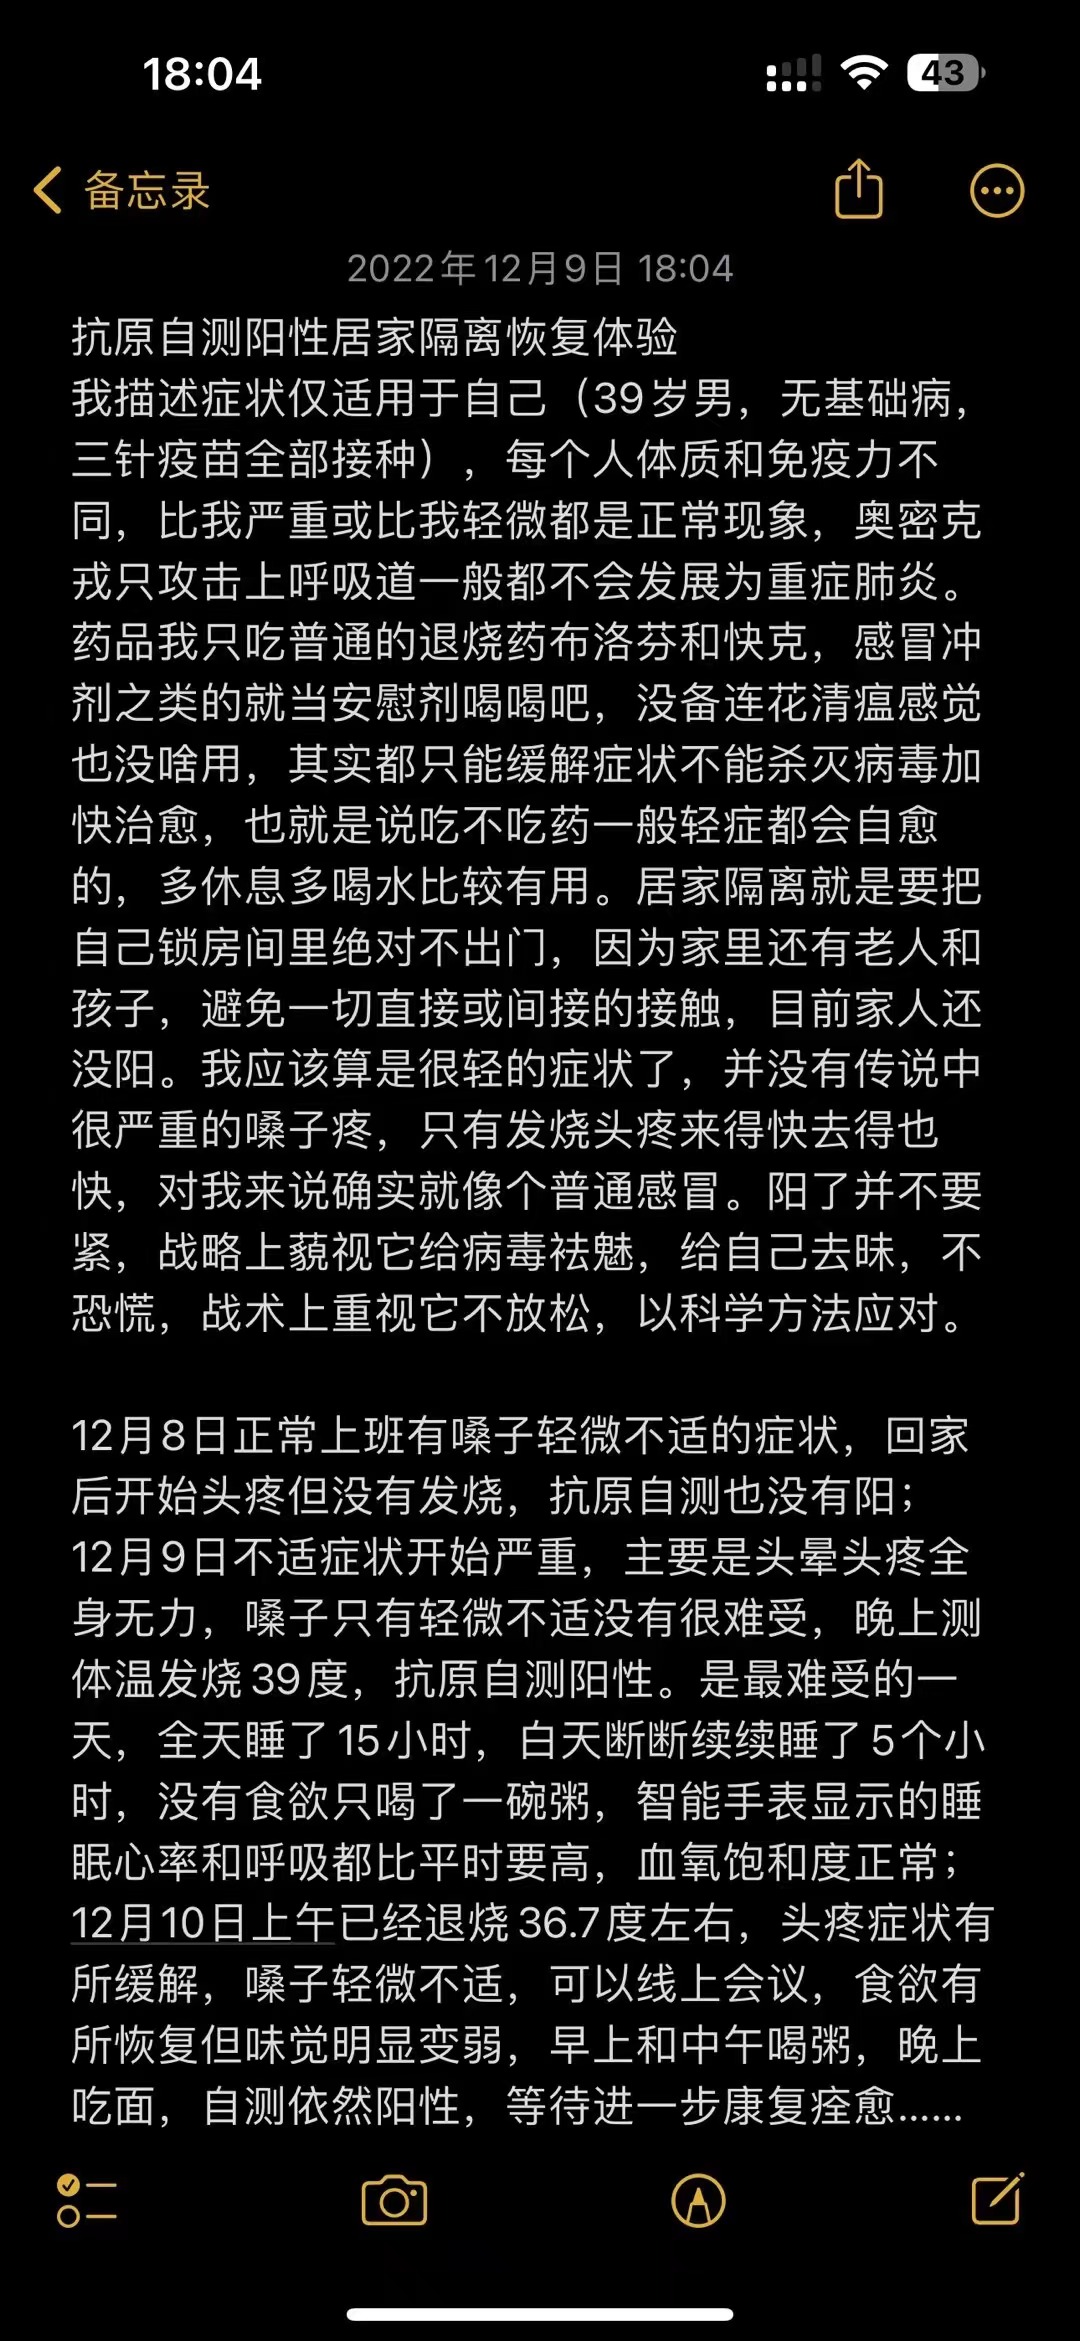 18:04
43
备忘录
2022年12月9日 18:04
抗原自测阳性居家隔离恢复体验
我描述症状仅适用于自己（39岁男，无基础病，
三针疫苗全部接种），每个人体质和免疫力不
同，比我严重或比我轻微都是正常现象，奥密克
戎只攻击上呼吸道一般都不会发展为重症肺炎。
药品我只吃普通的退烧药布洛芬和快克，感冒冲
剂之类的就当安慰剂喝喝吧，没备连花清瘟感觉
也没啥用，其实都只能缓解症状不能杀灭病毒加
快治愈，也就是说吃不吃药一般轻症都会自愈
的，多休息多喝水比较有用。居家隔离就是要把
自己锁房间里绝对不出门，因为家里还有老人和
孩子，避免一切直接或间接的接触，目前家人还
没阳。我应该算是很轻的症状了，并没有传说中
很严重的嗓子疼，只有发烧头疼来得快去得也
快，对我来说确实就像个普通感冒。阳了并不要
紧，战略上藐视它给病毒祛魅，给自己去昧，不
恐慌，战术上重视它不放松，以科学方法应对。
12月8日正常上班有嗓子轻微不适的症状，回家
后开始头疼但没有发烧，抗原自测也没有阳；
12月9日不适症状开始严重，主要是头晕头疼全
身无力，嗓子只有轻微不适没有很难受，晚上测
体温发烧39度，抗原自测阳性。是最难受的一
天，全天睡了15小时，白天断断续续睡了5个小
时，没有食欲只喝了一碗粥，智能手表显示的睡
眠心率和呼吸都比平时要高，血氧饱和度正常；
12月10日上午已经退烧36.7度左右，头疼症状有
所缓解，嗓子轻微不适，可以线上会议，食欲有
所恢复但味觉明显变弱，早上和中午喝粥，晚上
吃面，自测依然阳性，等待进一步康复痊愈……